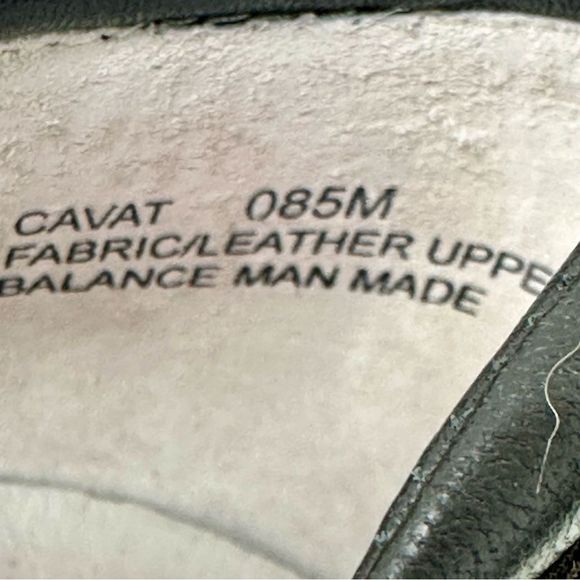 CAVAT 085M
FABRIC/LEATHER UPPE
BALANCE MAN MADE